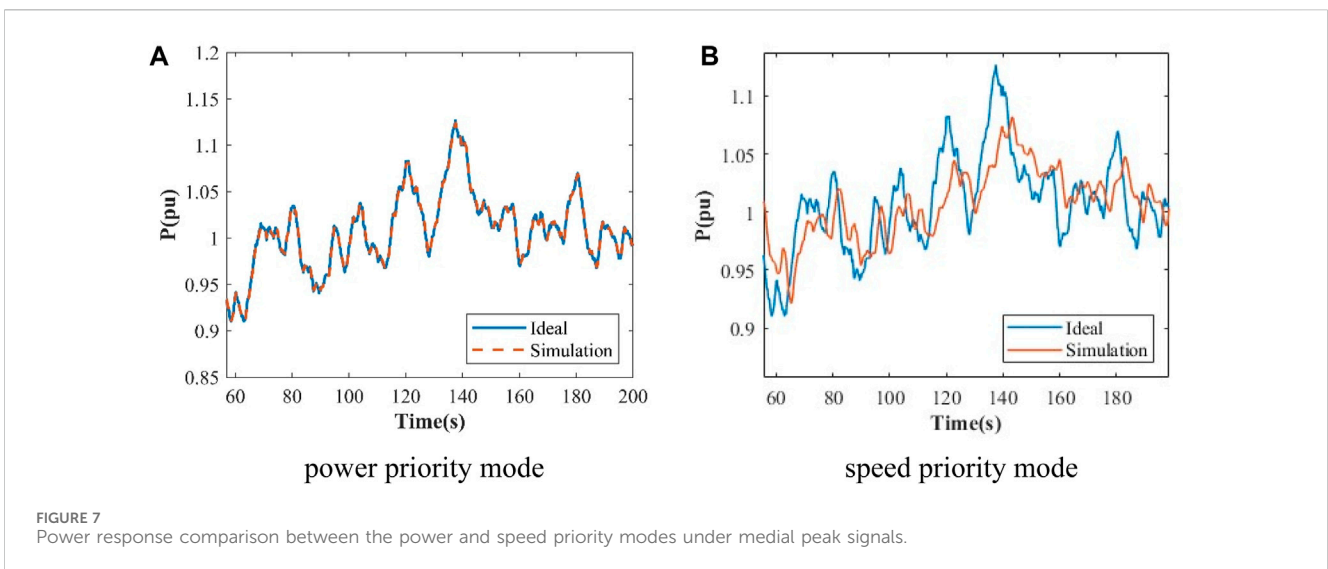 A
1.2
1.15
1.1
1.05
1
0.95
0.9
0.85
P(pu)
60 80 100 120 140 160 180 200
Time(s)
Ideal
Simulation
power priority mode
B
1.1
1.05
1
0.95
0.9
P(pu)
60 80 100 120 140 160 180
Time(s)
Ideal
Simulation
speed priority mode
FIGURE 7
Power response comparison between the power and speed priority modes under medial peak signals.